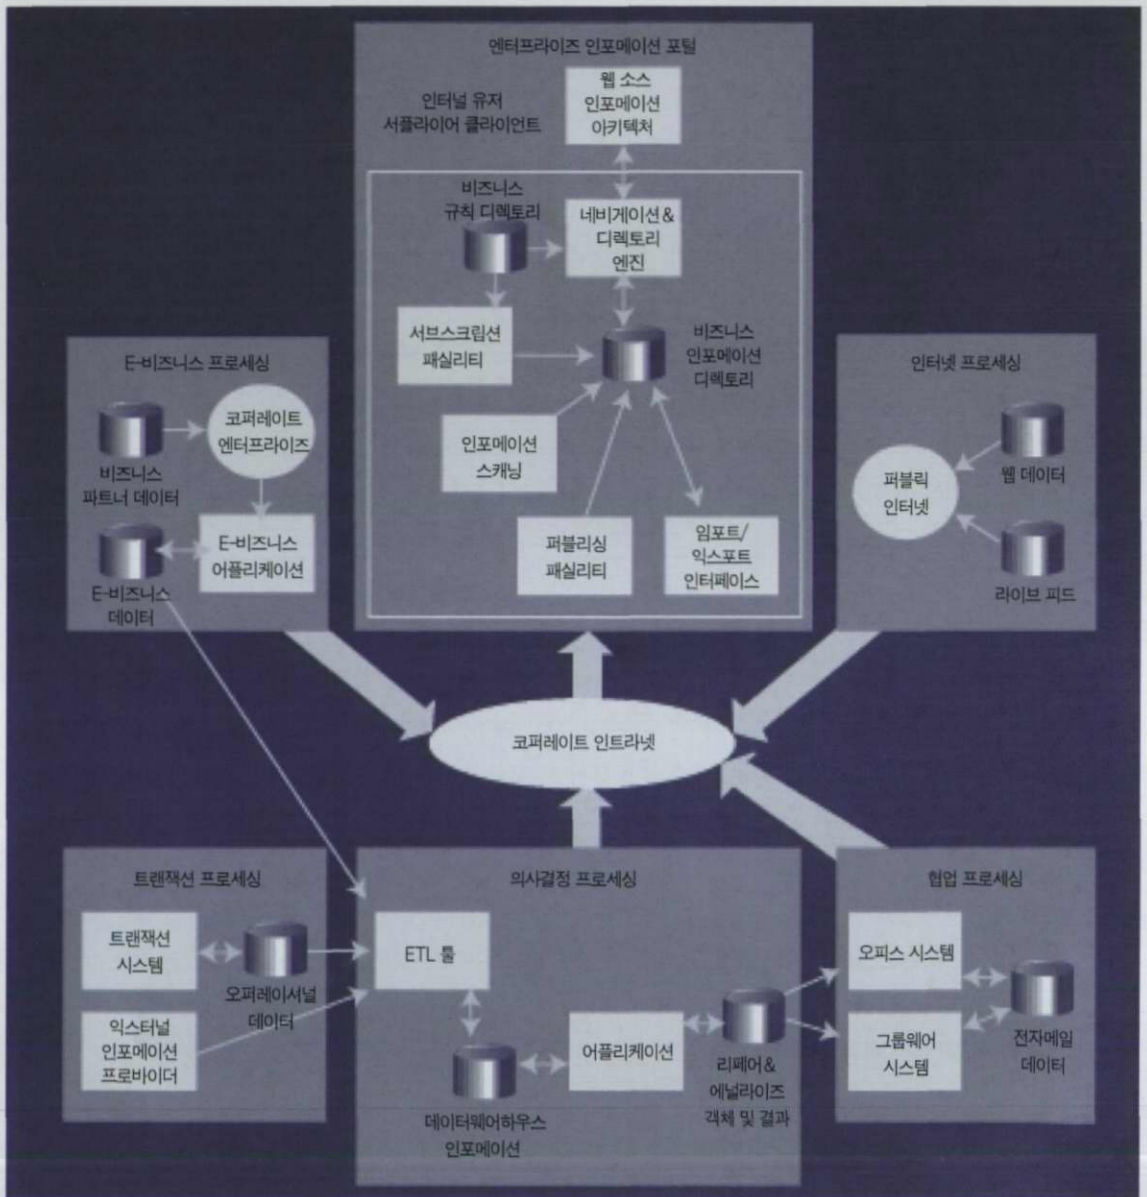 엔터프라이즈 인포메이션 포털
웹 소스
인포메이션
아키텍처
인터널 유저
서플라이어 클라이언트
비즈니스
규칙 디렉토리
네비게이션&
디렉토리
엔진
서브스크립션
패실리티
비즈니스
인포메이션
디렉토리
인포메이션
스캐닝
퍼블리싱
패실리티
임포트/
익스포트
인터페이스
E-비즈니스 프로세싱
코퍼레이트
엔터프라이즈
비즈니스
파트너 데이터
E-비즈니스
어플리케이션
E-비즈니스
데이터
인터넷 프로세싱
퍼블릭
인터넷
웹 데이터
라이브 피드
코퍼레이트 인트라넷
트랜잭션 프로세싱
트랜잭션
시스템
오퍼레이셔널
데이터
익스터널
인포메이션
프로바이더
의사결정 프로세싱
ETL 툴
데이터웨어하우스
인포메이션
어플리케이션
리페어&
에널라이즈
객체 및 결과
협업 프로세싱
오피스 시스템
그룹웨어
시스템
전자메일
데이터